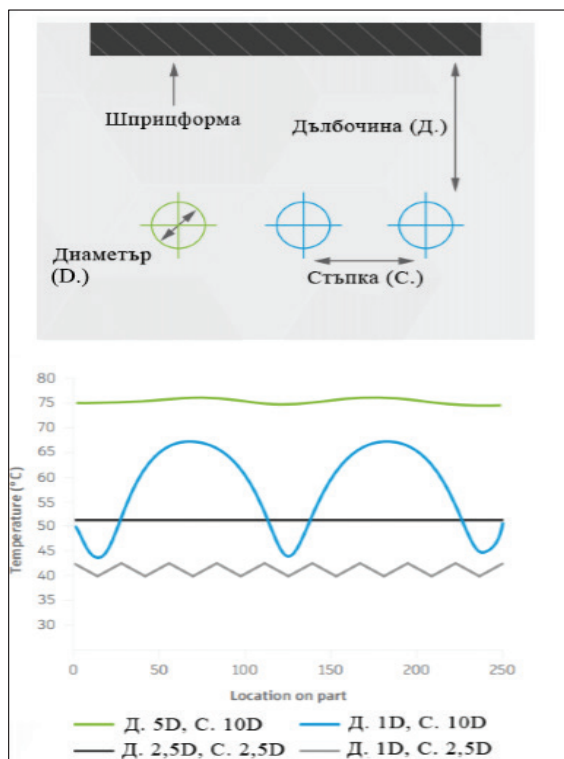 Шприцформа
Дълбочина (Д.)
Диаметър
(D.)
Стъпка (С.)
80
75
70
65
60
55
50
45
40
35
30
Temperature (°C)
0 50 100 150 200 250
Location on part
Д. 5D, С. 10D Д. 1D, С. 10D
Д. 2,5D, С. 2,5D Д. 1D, С. 2,5D